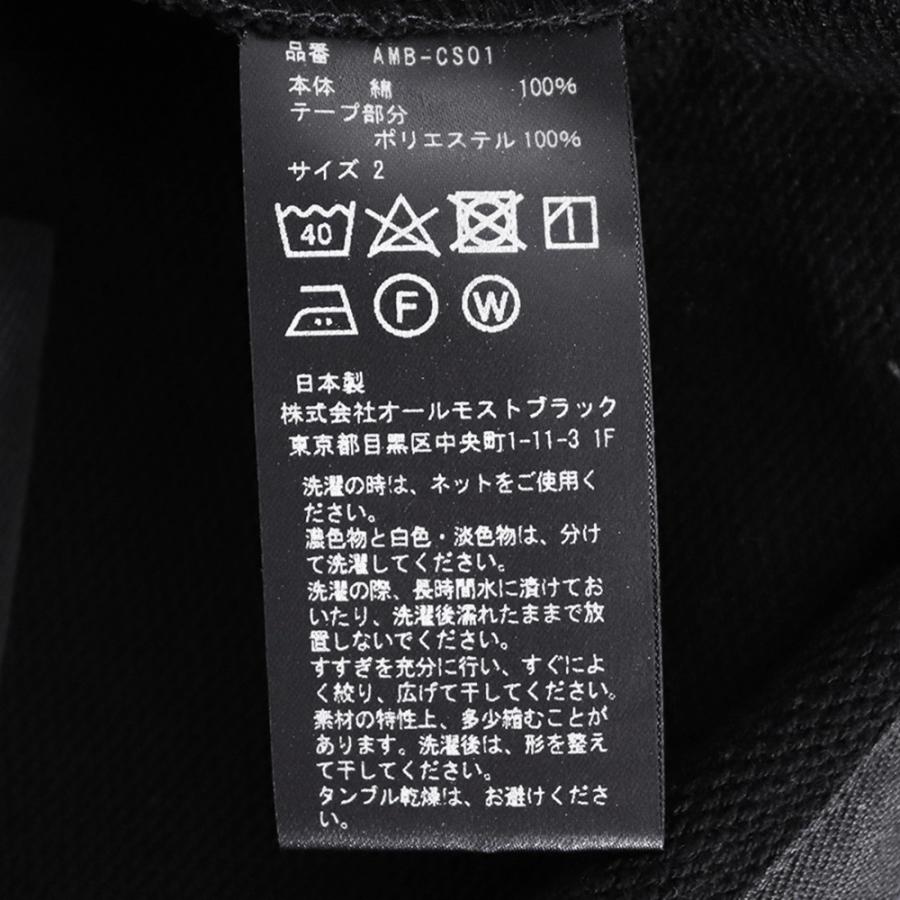 品番 AMB-CS01
本体 綿 100%
テープ部分
ポリエステル 100%
サイズ 2
40
F W
日本製
株式会社オールモストブラック
東京都目黒区中央町1-11-3 1F
洗濯の時は、ネットをご使用く
ださい。
濃色物と白色・淡色物は、分け
て洗濯してください。
洗濯の際、長時間水に漬けてお
いたり、洗濯後濡れたままで放
置しないでください。
すすぎを充分に行い、すぐによ
く絞り、広げて干してください。
素材の特性上、多少縮むことが
あります。洗濯後は、形を整え
て干してください。
タンブル乾燥は、お避けくださ
い。